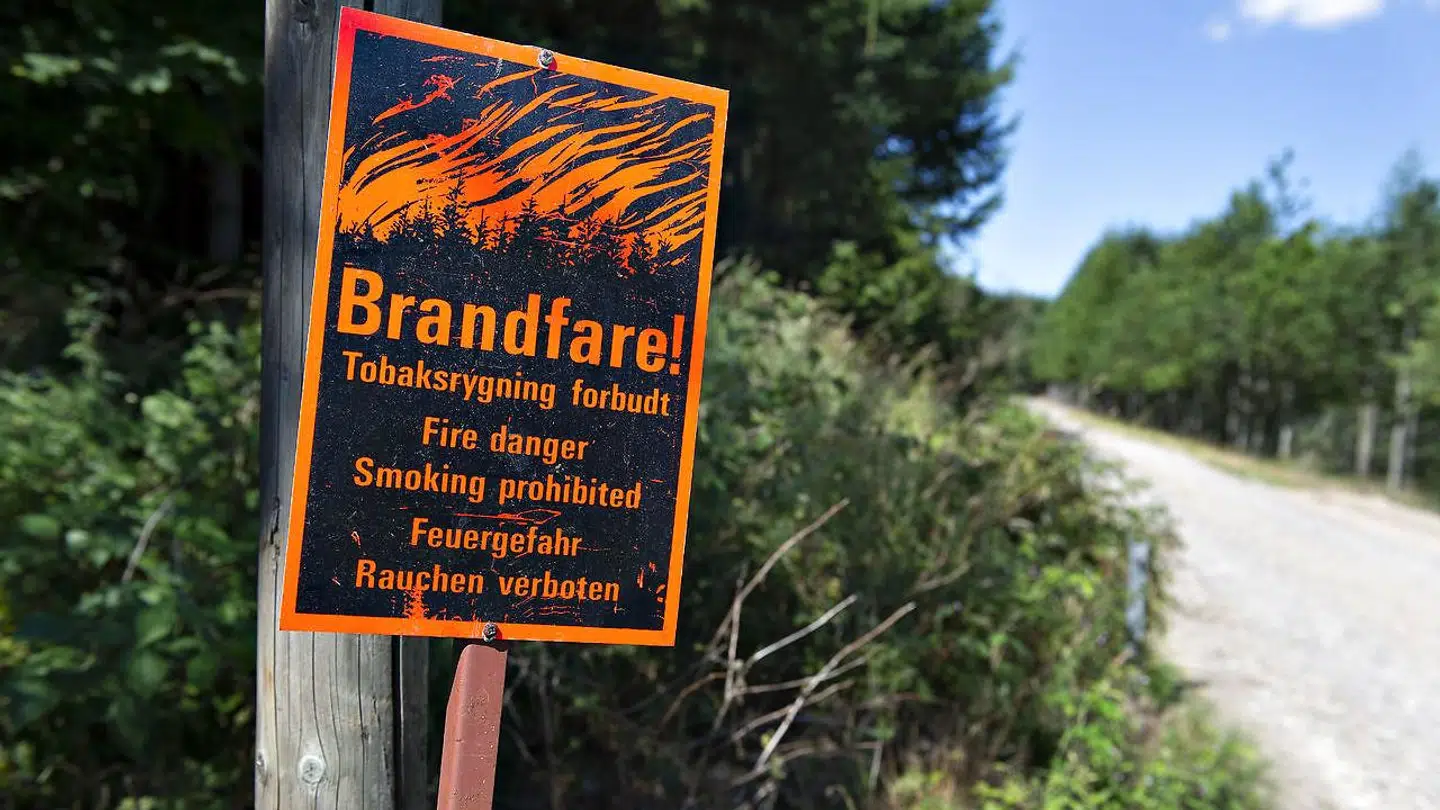 Brandfare!
Tobaksrygning forbudt
Fire danger
Smoking prohibited
Feuergefahr
Rauchen verboten